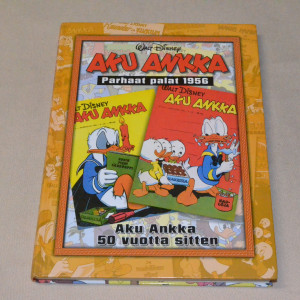 Walt Disney
AKU ANKKA
Parhaat palat 1956
WALT DISNEY
AKU ANKKA
WALT DISNEY
AKU ANKKA
Aku Ankka
50 vuotta sitten